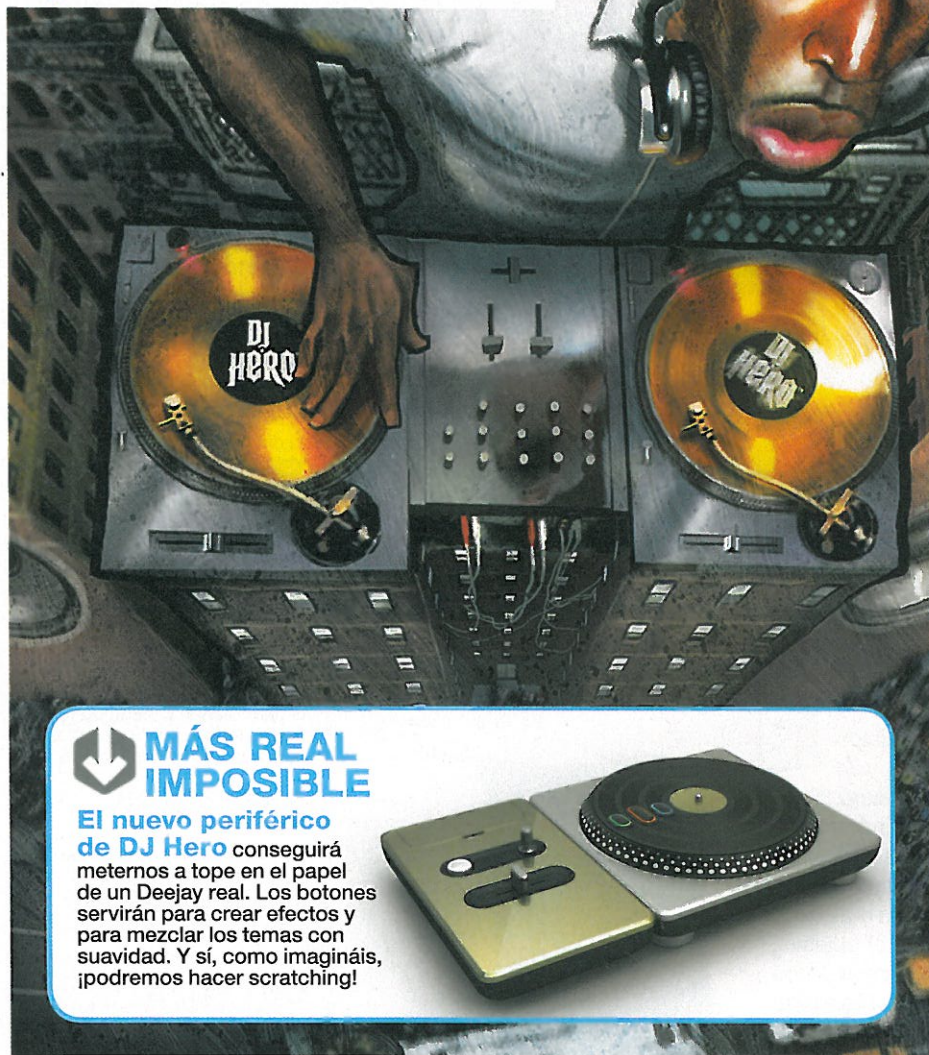 DJ
HERO
DJ
HERO
MÁS REAL
IMPOSIBLE
El nuevo periférico
de DJ Hero conseguirá
meternos a tope en el papel
de un Deejay real. Los botones
servirán para crear efectos y
para mezclar los temas con
suavidad. Y sí, como imagináis,
¡podremos hacer scratching!